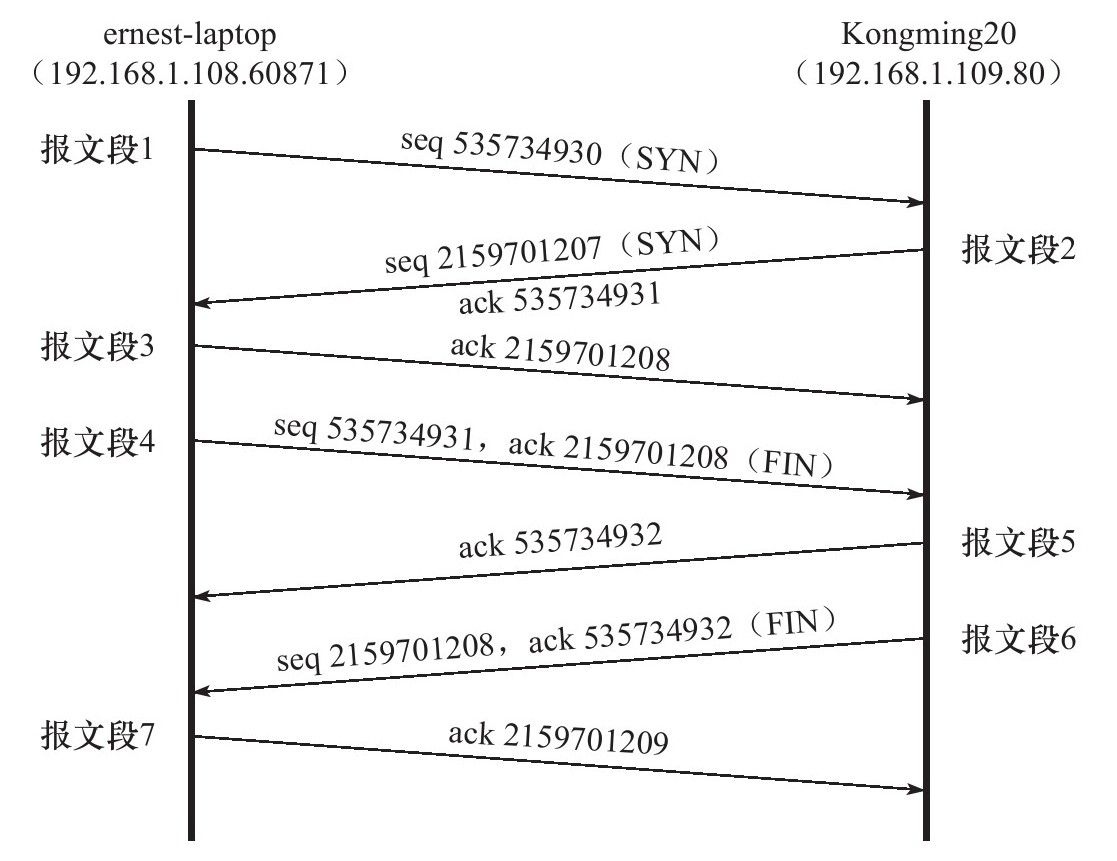 ernest-laptop
（192.168.1.108.60871）
Kongming20
（192.168.1.109.80）
报文段1
seq 535734930（SYN）
seq 2159701207（SYN）
报文段2
ack 535734931
报文段3
ack 2159701208
报文段4
seq 535734931，ack 2159701208（FIN）
ack 535734932
报文段5
seq 2159701208，ack 535734932（FIN）
报文段6
报文段7
ack 2159701209